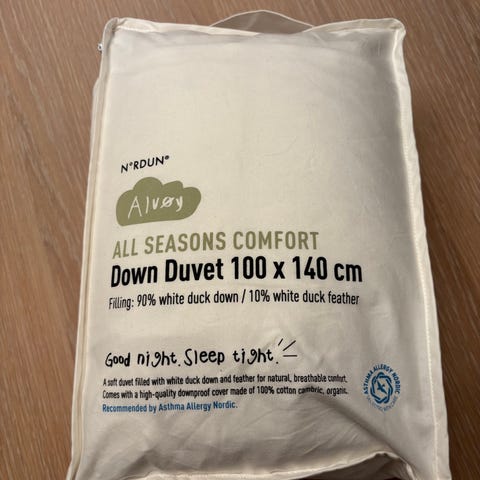 N°RDUN°
Alvøy
ALL SEASONS COMFORT
Down Duvet 100 x 140 cm
Filling: 90% white duck down / 10% white duck feather
Good night. Sleep tight.
A soft duvet filled with white duck down and feather for natural, breathable comfort.
Comes with a high-quality downproof cover made of 100% cotton cambric, organic.
Recommended by Asthma Allergy Nordic.
ASTHMA ALLERGY NORDIC